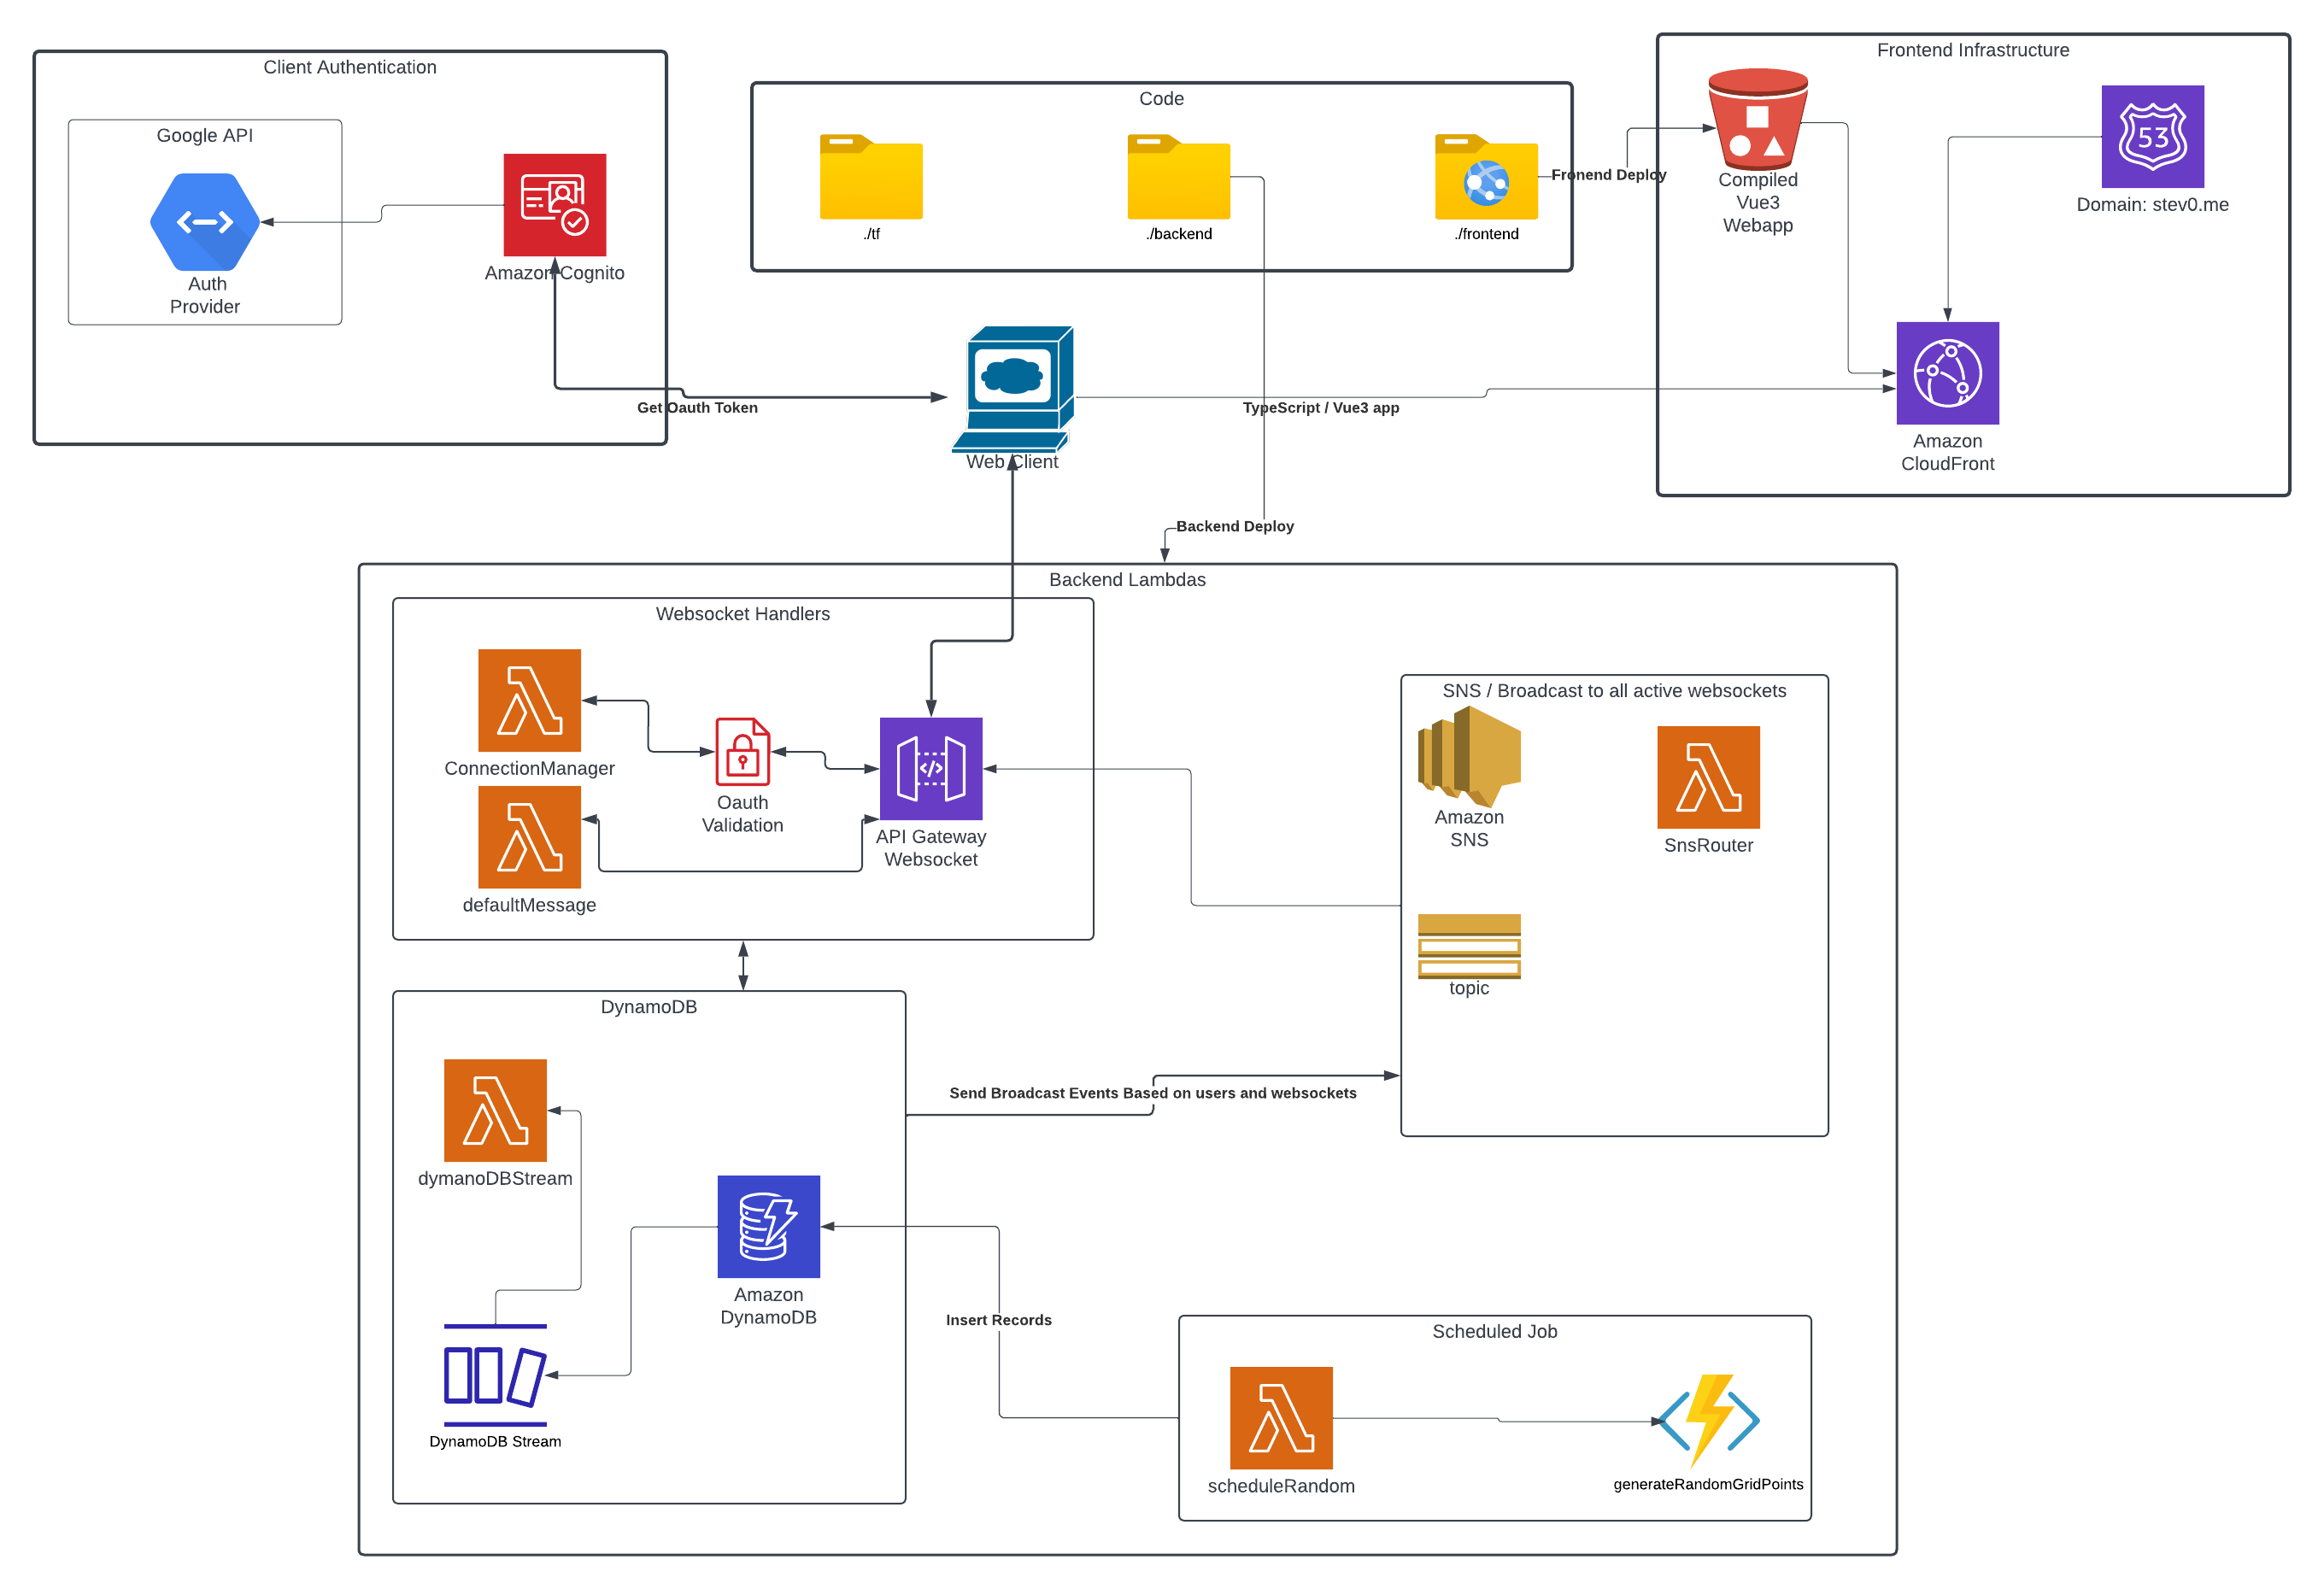 Client Authentication
Google API
Auth
Provider
Amazon Cognito
Get Oauth Token
Code
./tf
./backend
./frontend
Fronend Deploy
Frontend Infrastructure
Compiled
Vue3
Webapp
53
Domain: stev0.me
Amazon
CloudFront
Web Client
TypeScript / Vue3 app
Backend Deploy
Backend Lambdas
Websocket Handlers
ConnectionManager
defaultMessage
Oauth
Validation
API Gateway
Websocket
SNS / Broadcast to all active websockets
Amazon
SNS
SnsRouter
topic
DynamoDB
dymanoDBStream
Amazon
DynamoDB
DynamoDB Stream
Send Broadcast Events Based on users and websockets
Insert Records
Scheduled Job
scheduleRandom
generateRandomGridPoints